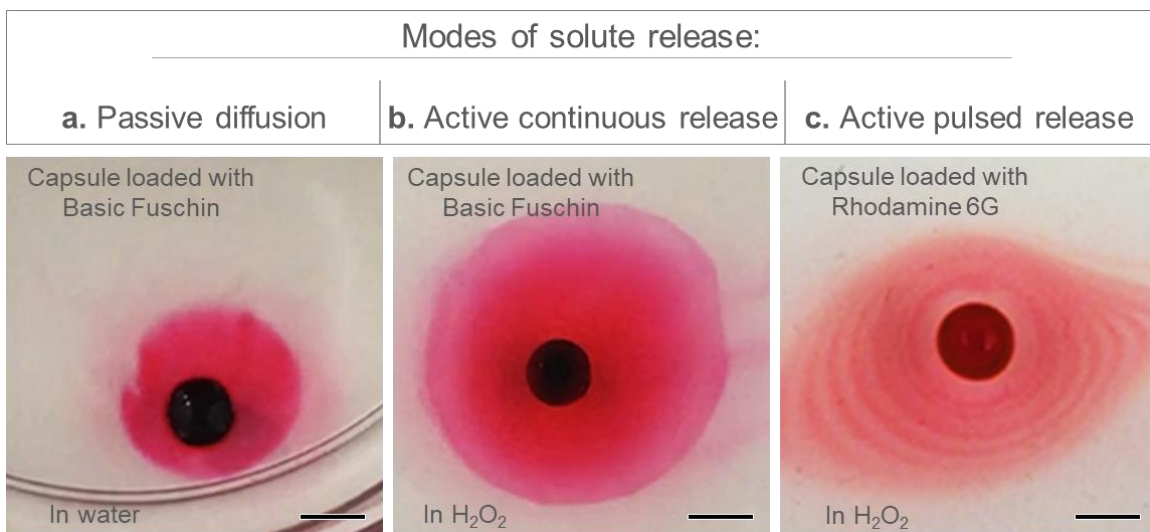 Modes of solute release:
a. Passive diffusion
b. Active continuous release
c. Active pulsed release
Capsule loaded with
Basic Fuschin
In water
Capsule loaded with
Basic Fuschin
In H₂O₂
Capsule loaded with
Rhodamine 6G
In H₂O₂